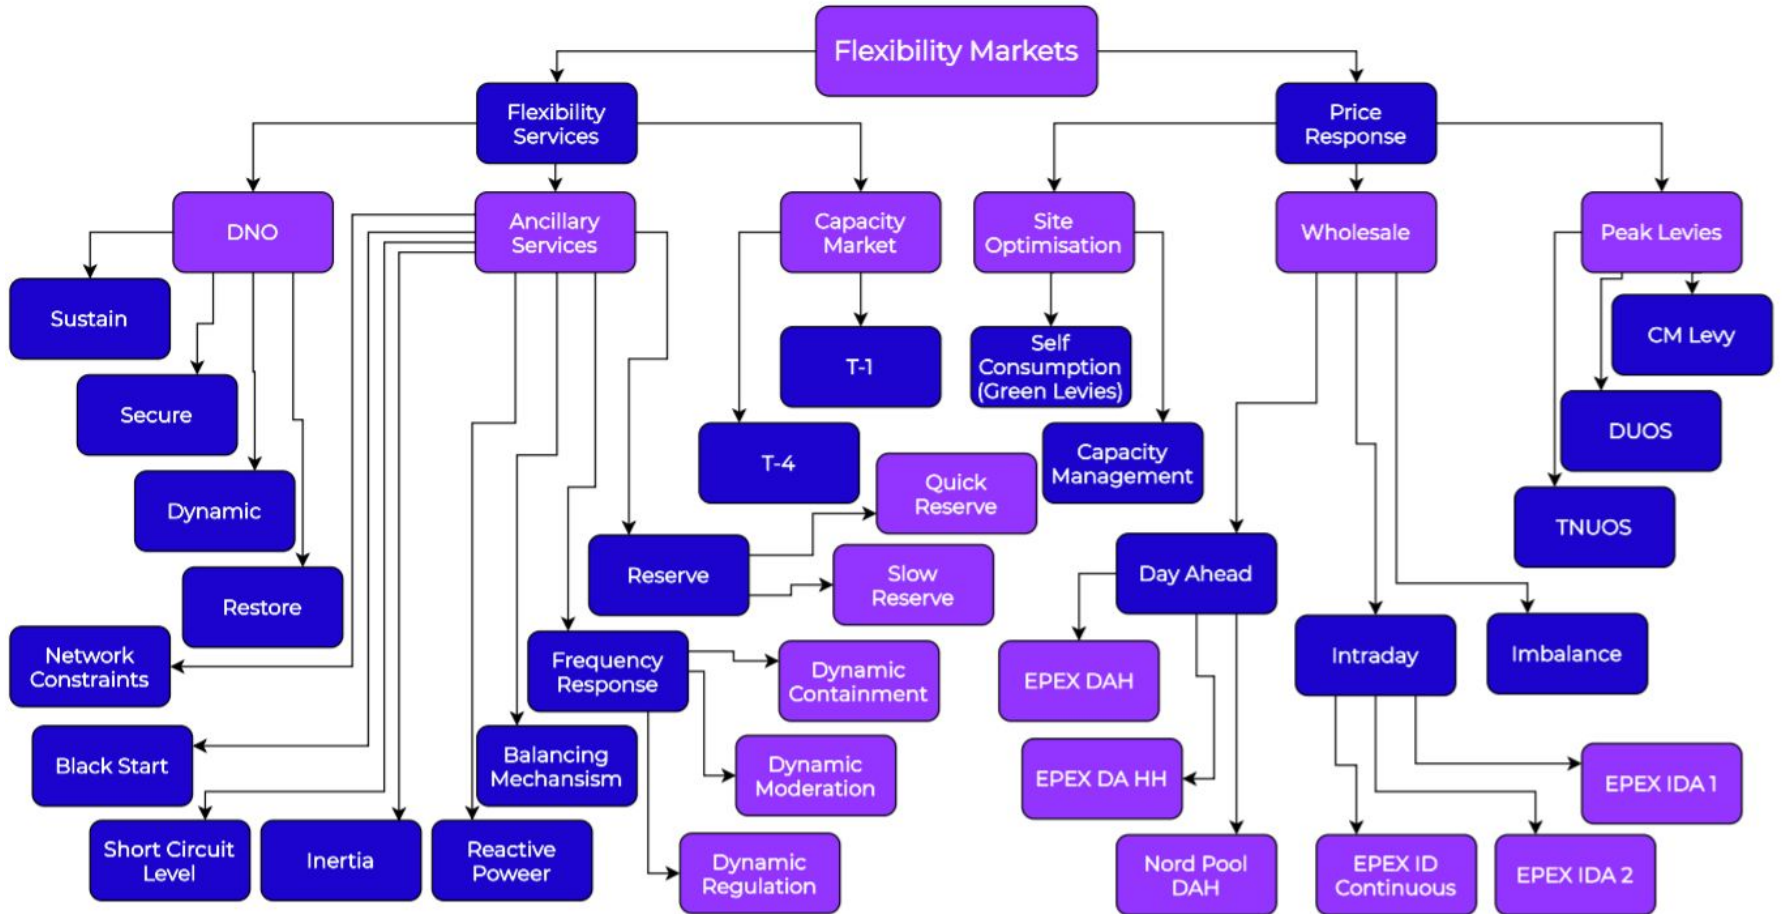 Flexibility Markets
Flexibility
Services
Price
Response
DNO
Ancillary
Services
Capacity
Market
Site
Optimisation
Wholesale
Peak Levies
Sustain
CM Levy
Self
Consumption
(Green Levies)
T-1
Secure
DUOS
T-4
Capacity
Management
Quick
Reserve
Dynamic
TNUOS
Reserve
Slow
Reserve
Day Ahead
Restore
Network
Constraints
Frequency
Response
Dynamic
Containment
EPEX DAH
Intraday
Imbalance
Black Start
Balancing
Mechansism
Dynamic
Moderation
EPEX DA HH
EPEX IDA 1
Short Circuit
Level
Inertia
Reactive
Poweer
Dynamic
Regulation
Nord Pool
DAH
EPEX ID
Continuous
EPEX IDA 2